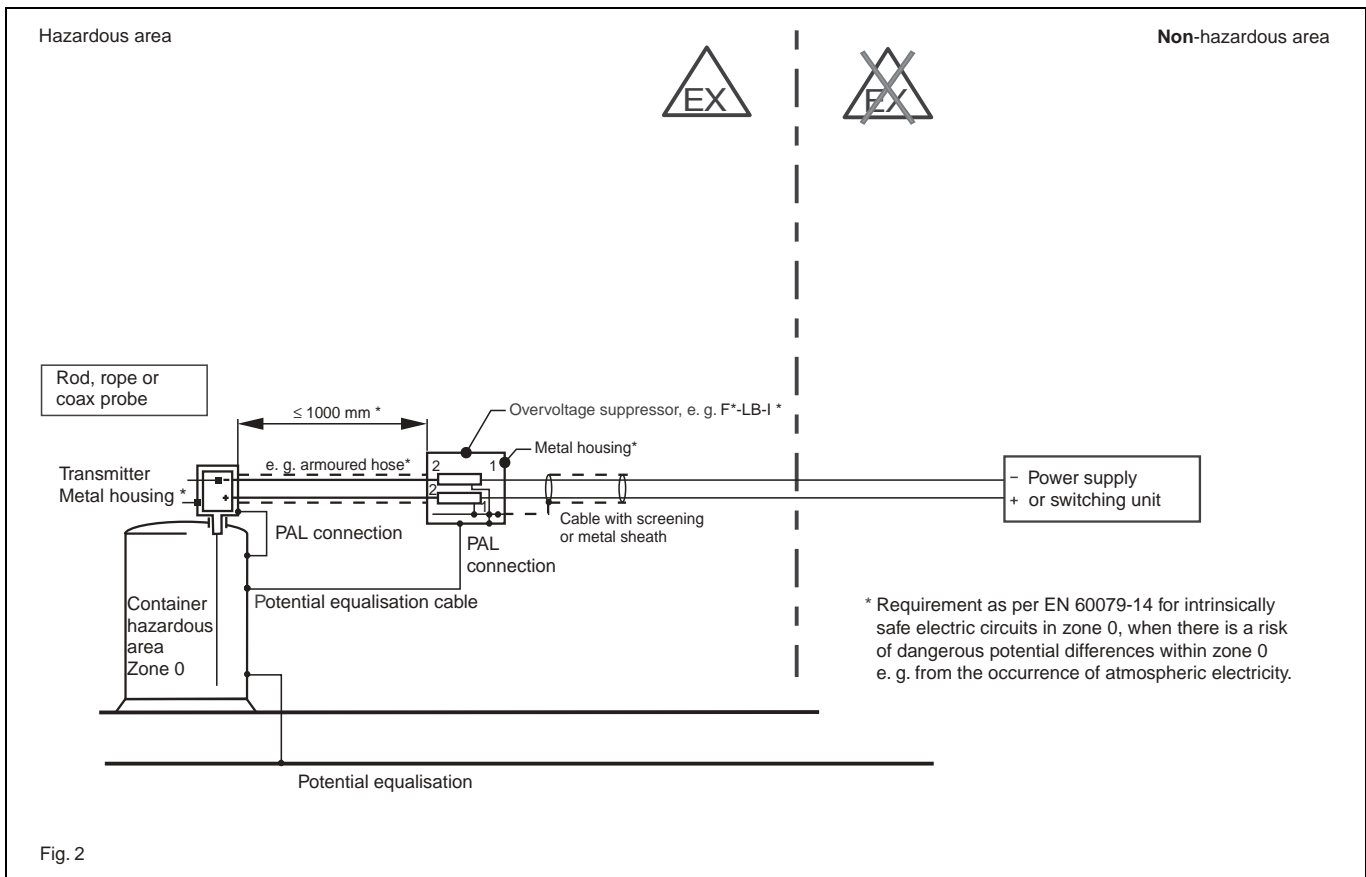 Hazardous area
Non-hazardous area
EX
EX
Rod, rope or
coax probe
≤ 1000 mm *
Overvoltage suppressor, e. g. F*-LB-I *
Metal housing*
e. g. armoured hose*
2
1
Transmitter
Metal housing *
–
+
2
1
– Power supply
+ or switching unit
Cable with screening
or metal sheath
PAL connection
PAL
connection
Potential equalisation cable
Container
hazardous
area
Zone 0
* Requirement as per EN 60079-14 for intrinsically
safe electric circuits in zone 0, when there is a risk
of dangerous potential differences within zone 0
e. g. from the occurrence of atmospheric electricity.
Potential equalisation
Fig. 2